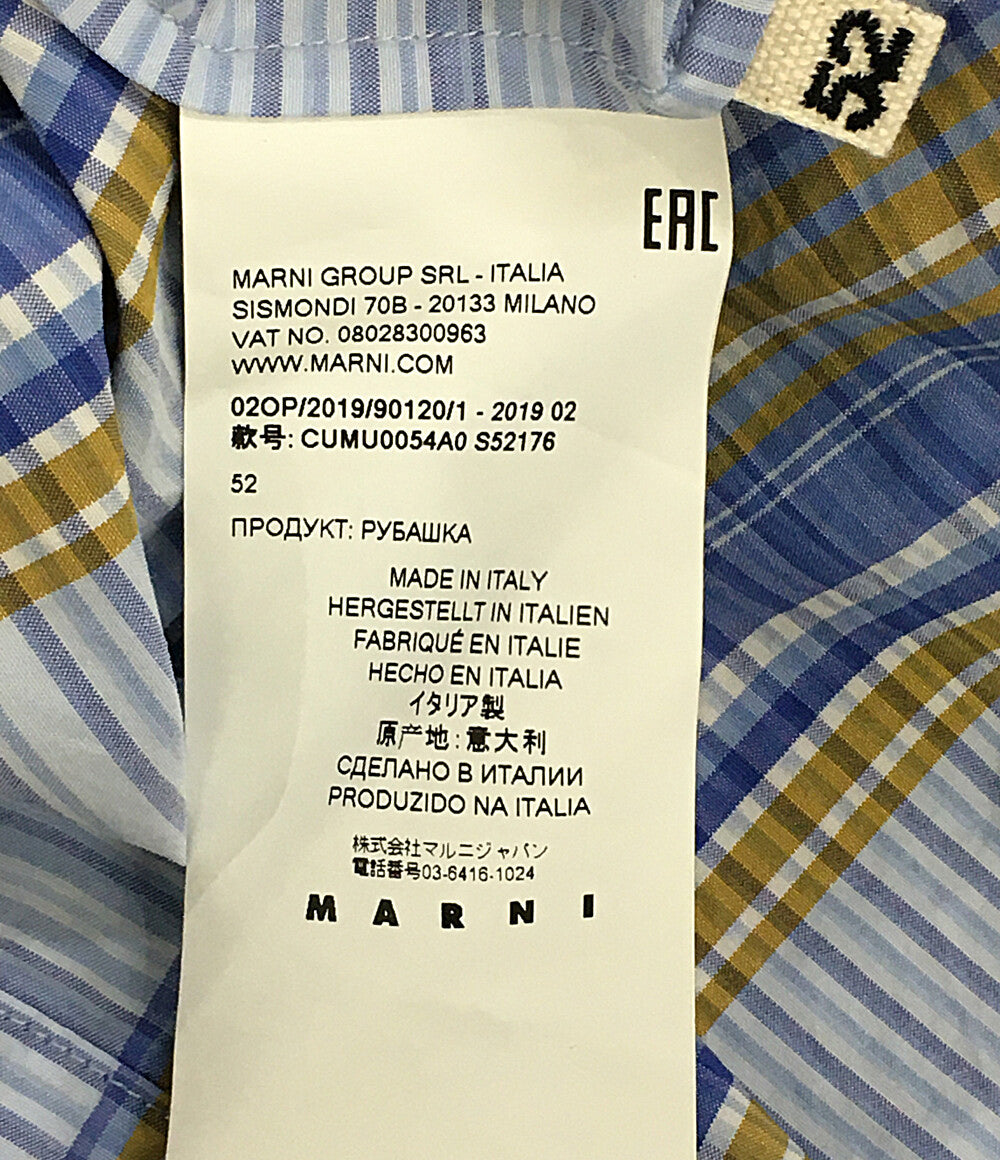 52
EAC
MARNI GROUP SRL - ITALIA
SISMONDI 70B - 20133 MILANO
VAT NO. 08028300963
WWW.MARNI.COM
02OP/2019/90120/1 - 2019 02
款号: CUMU0054A0 S52176
52
ПРОДУКТ: РУБАШКА
MADE IN ITALY
HERGESTELLT IN ITALIEN
FABRIQUÉ EN ITALIE
HECHO EN ITALIA
イタリア製
原产地: 意大利
СДЕЛАНО В ИТАЛИИ
PRODUZIDO NA ITALIA
株式会社マルニジャパン
電話番号03-6416-1024
MARNI